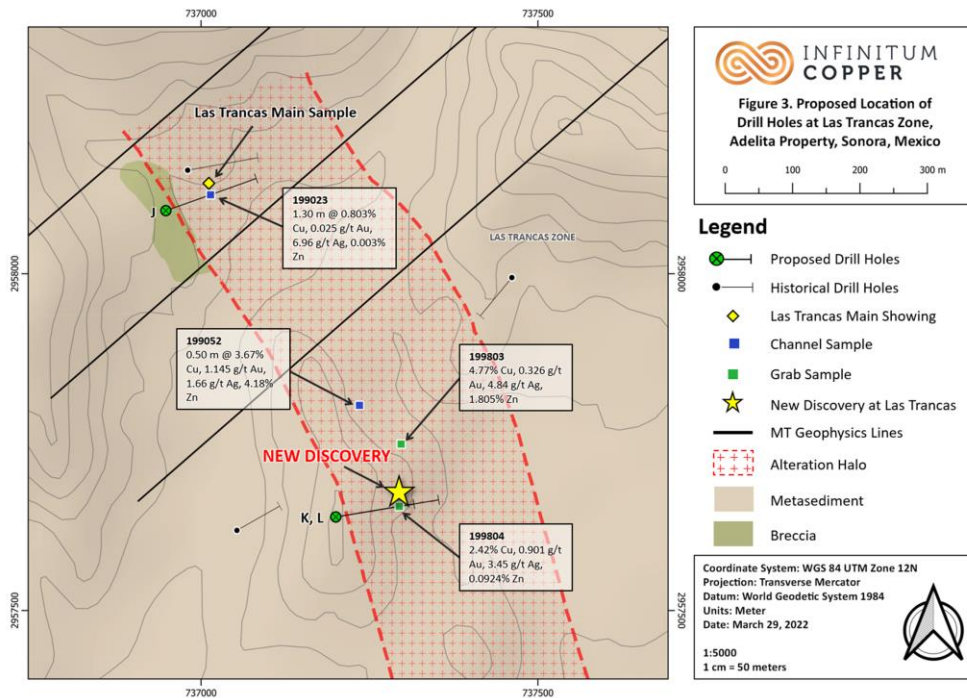 737000
737500
Las Trancas Main Sample
J
199023
1.30 m @ 0.803%
Cu, 0.025 g/t Au,
6.96 g/t Ag, 0.003%
Zn
LAS TRANCAS ZONE
2958000
2958000
199052
0.50 m @ 3.67%
Cu, 1.145 g/t Au,
1.66 g/t Ag, 4.18%
Zn
199803
4.77% Cu, 0.326 g/t
Au, 4.84 g/t Ag,
1.805% Zn
NEW DISCOVERY
K, L
199804
2.42% Cu, 0.901 g/t
Au, 3.45 g/t Ag,
0.0924% Zn
2957500
2957500
737000
737500
INFINITUM
COPPER
Figure 3. Proposed Location of
Drill Holes at Las Trancas Zone,
Adelita Property, Sonora, Mexico
0 100 200 300 m
Legend
Proposed Drill Holes
Historical Drill Holes
Las Trancas Main Showing
Channel Sample
Grab Sample
New Discovery at Las Trancas
MT Geophysics Lines
Alteration Halo
Metasediment
Breccia
Coordinate System: WGS 84 UTM Zone 12N
Projection: Transverse Mercator
Datum: World Geodetic System 1984
Units: Meter
Date: March 29, 2022
1:5000
1 cm = 50 meters